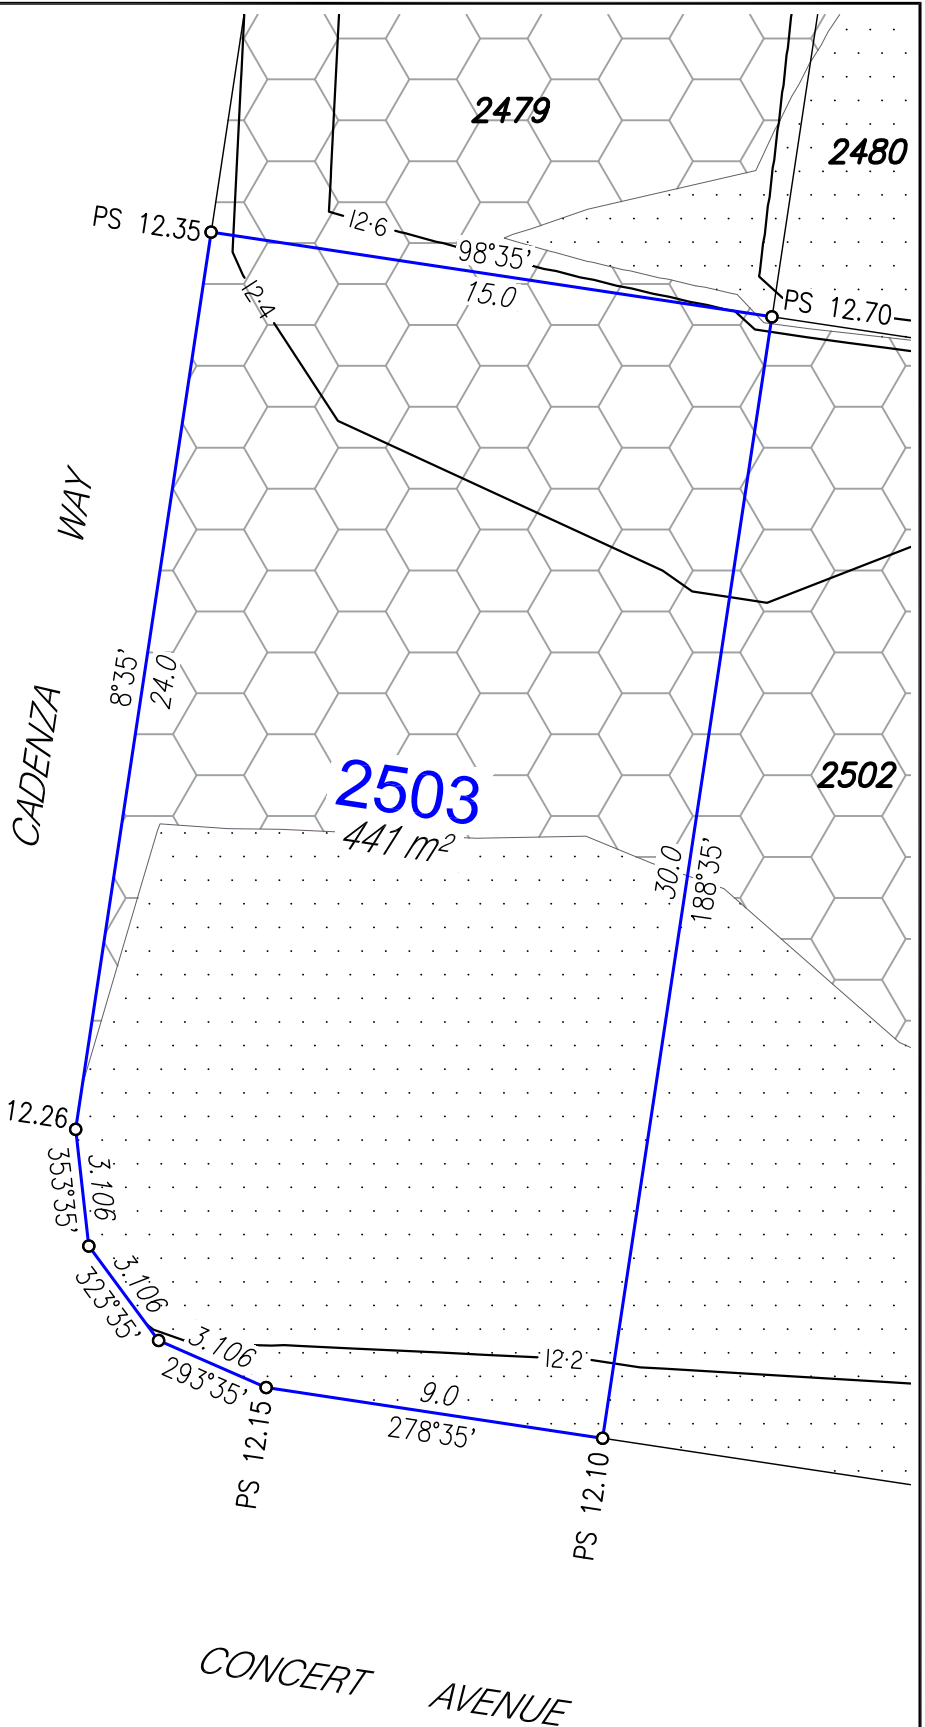 2479
2480
PS 12.35
12·6
98°35'
15.0
12·4
PS 12.70
WAY
8°35'
24.0
CADENZA
2503
441 m²
2502
30.0
188°35'
12.26
353°35'
3.106
323°35'
3.106
293°35'
3.106
12·2
9.0
278°35'
PS 12.15
PS 12.10
CONCERT AVENUE